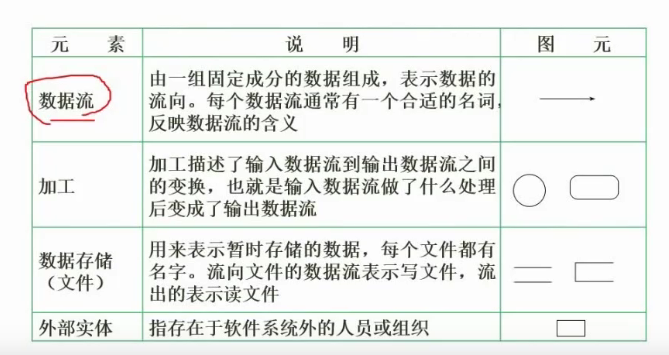 元 素 说 明 图 元
由一组固定成分的数据组成，表示数据的
数据流 流向。每个数据流通常有一个合适的名词，
反映数据流的含义
加工描述了输入数据流到输出数据流之间
加工 的变换，也就是输入数据流做了什么处理
后变成了输出数据流
用来表示暂时存储的数据，每个文件都有
数据存储 名字。流向文件的数据流表示写文件，流
（文件） 出的表示读文件
外部实体 指存在于软件系统外的人员或组织